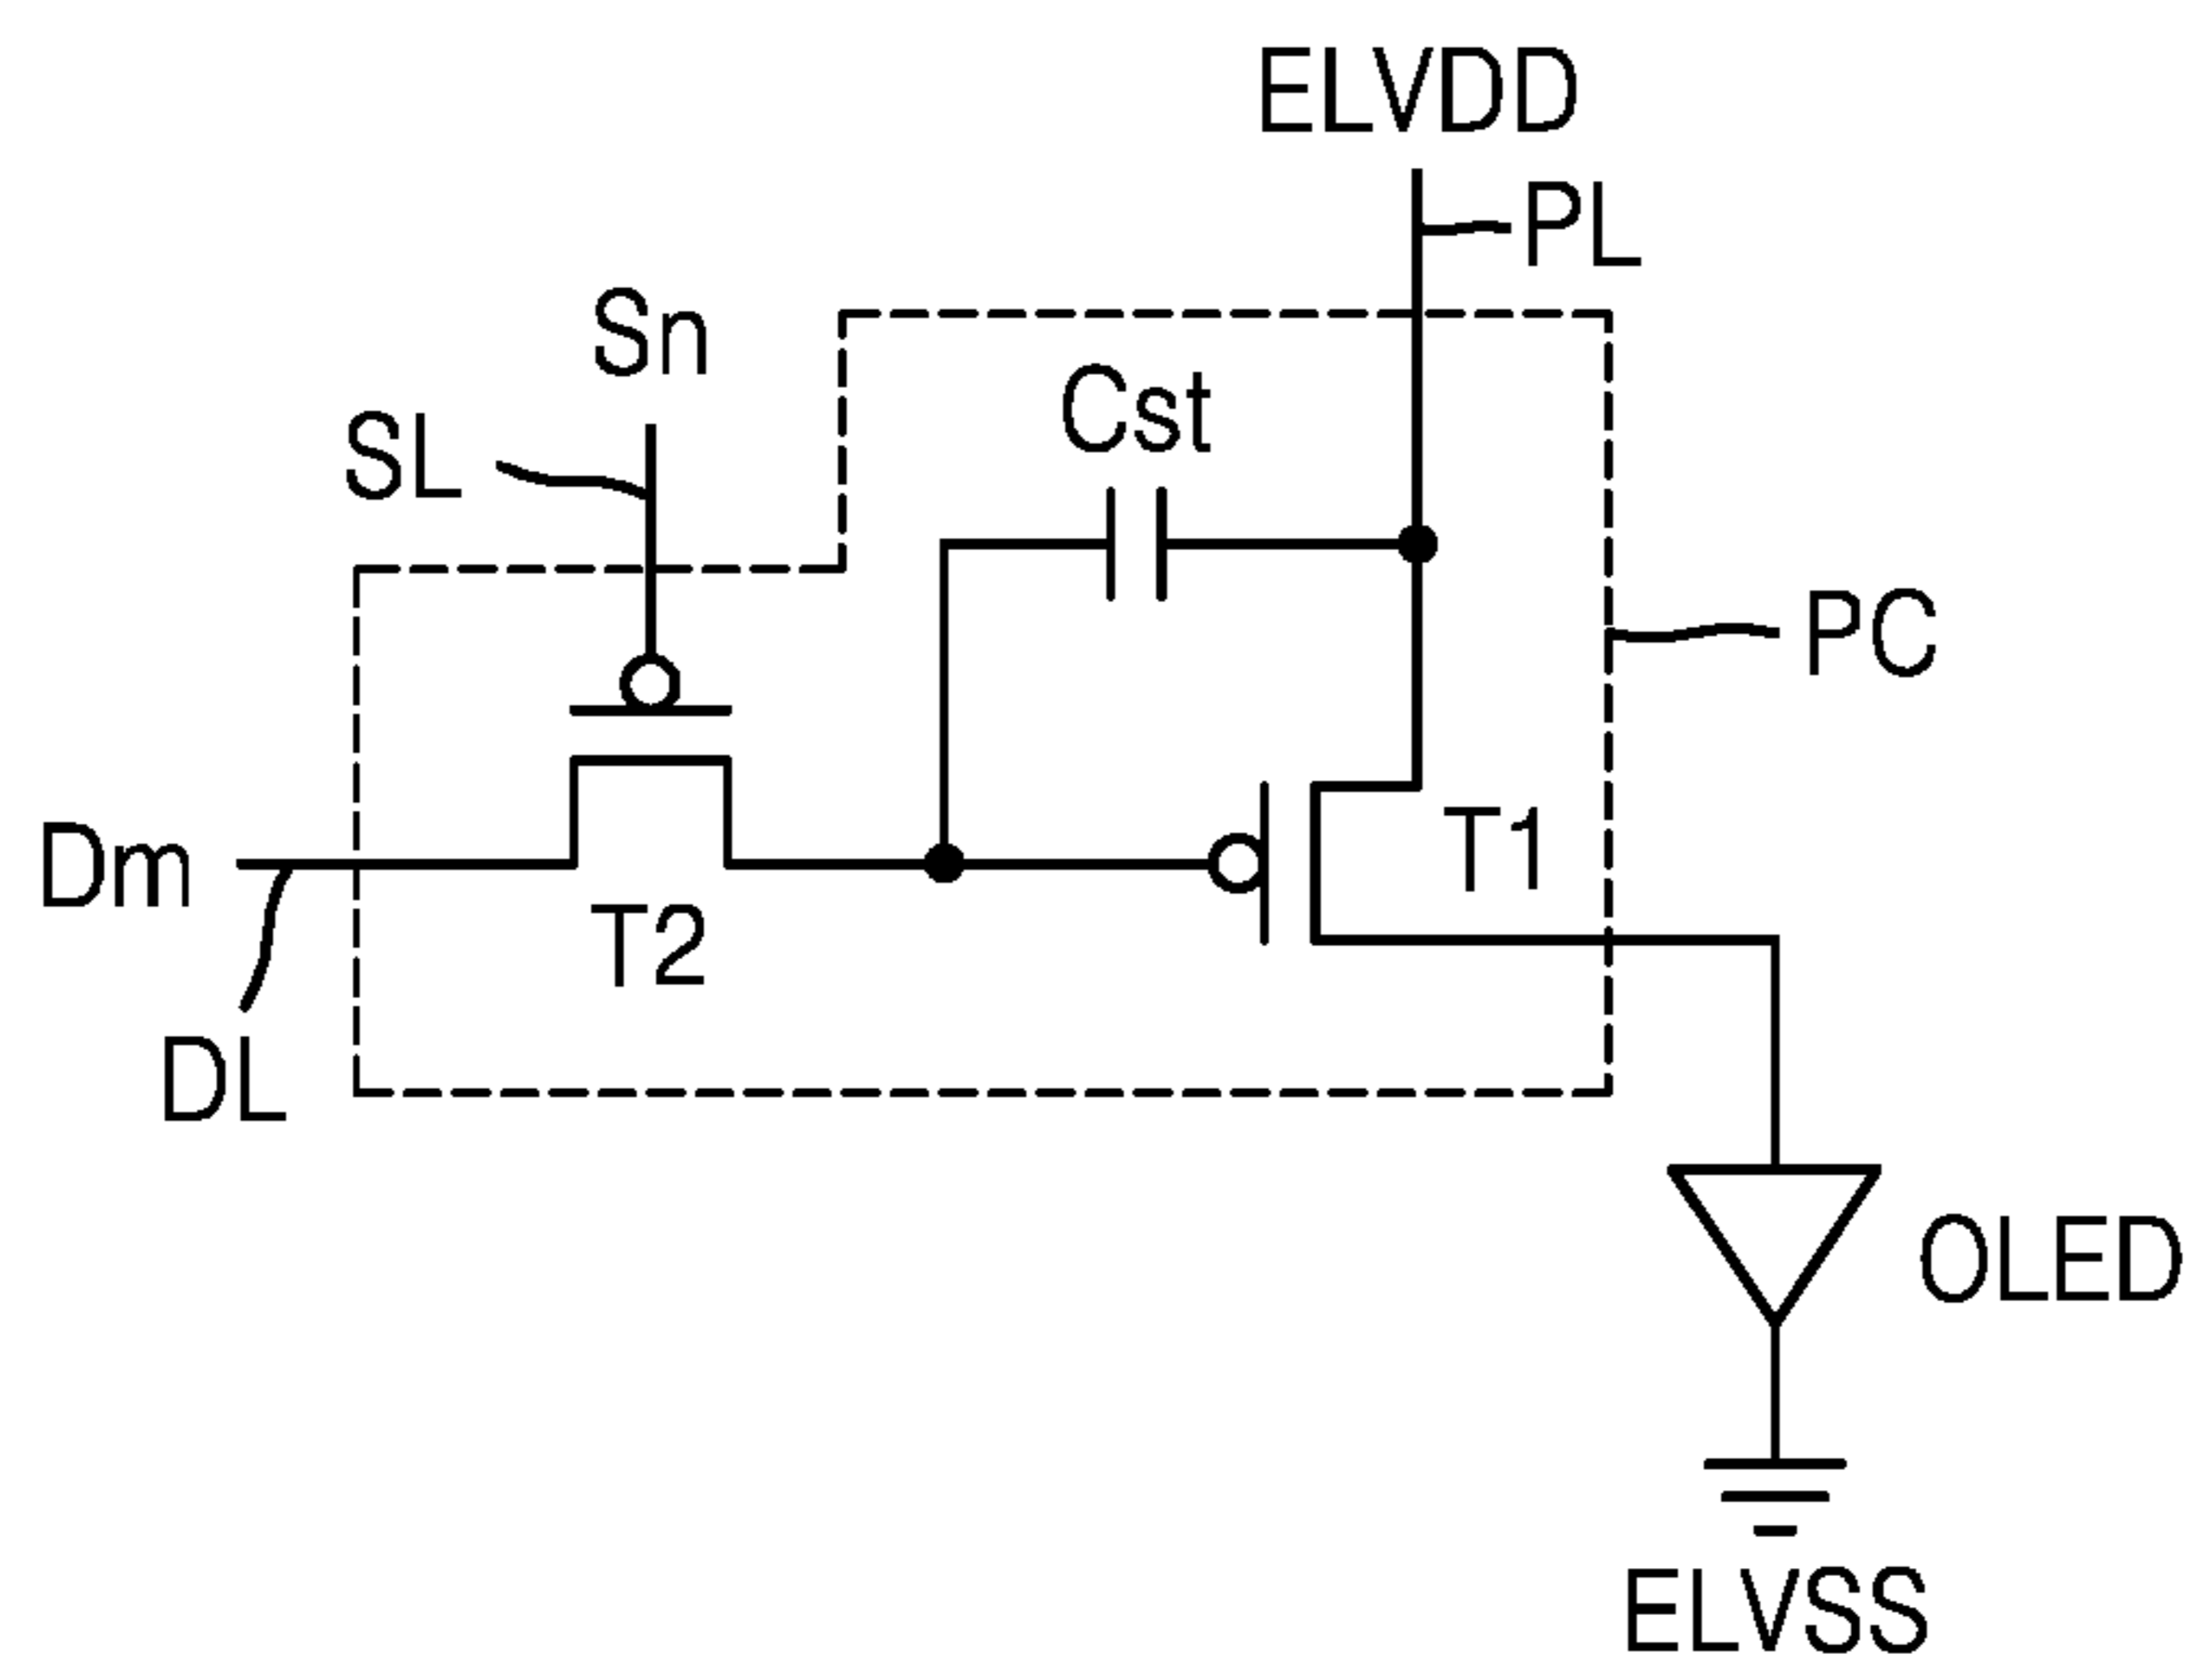 ELVDD
PL
Sn
Cst
SL
PC
Dm
T1
T2
DL
OLED
ELVSS